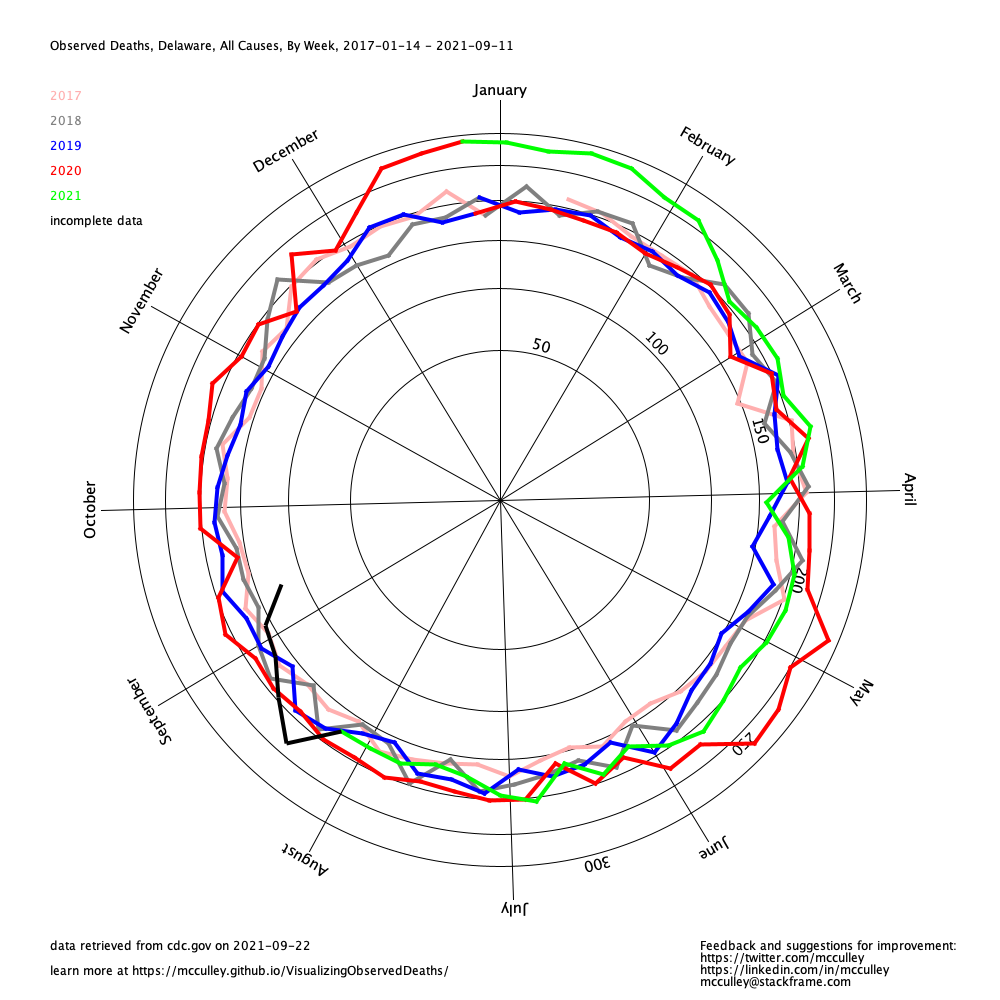 Observed Deaths, Delaware, All Causes, By Week, 2017-01-14 - 2021-09-11
2017
2018
2019
2020
2021
incomplete data
January
February
March
April
May
June
July
August
September
October
November
December
50
100
150
200
250
300
data retrieved from cdc.gov on 2021-09-22
learn more at https://mcculley.github.io/VisualizingObservedDeaths/
Feedback and suggestions for improvement:
https://twitter.com/mcculley
https://linkedin.com/in/mcculley
mcculley@stackframe.com